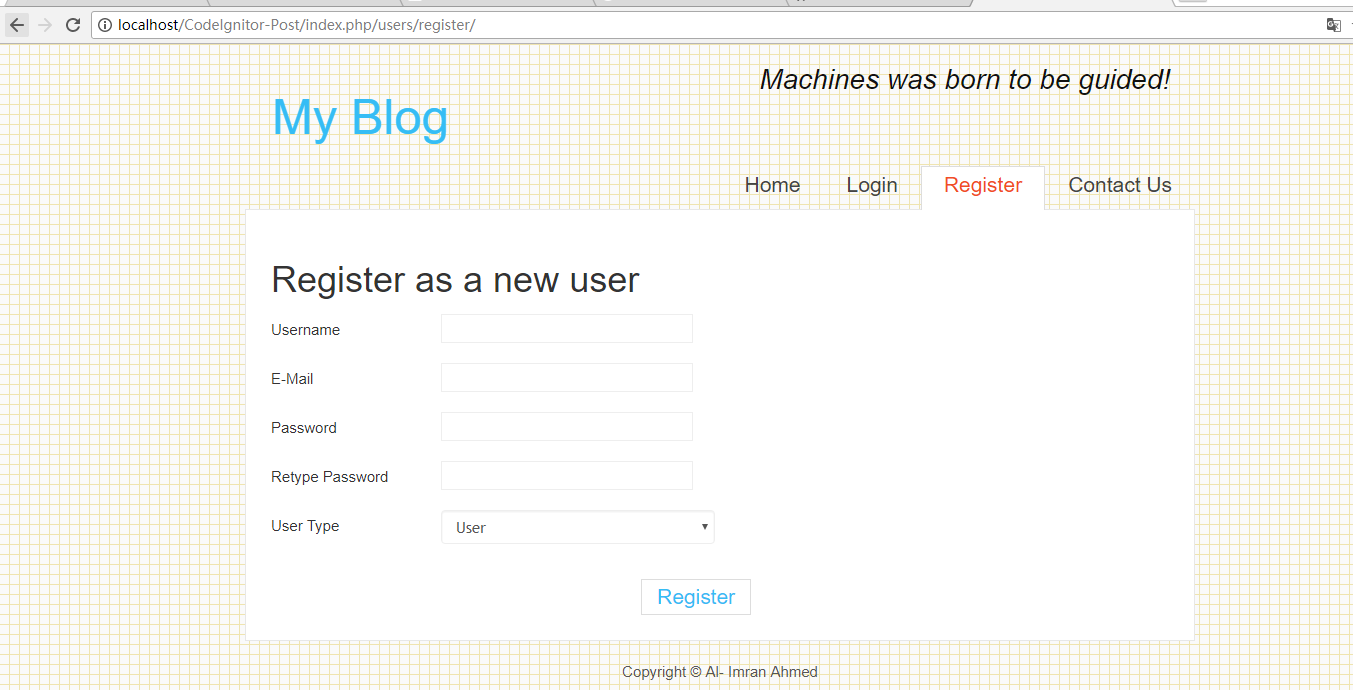 localhost/CodeIgnitor-Post/index.php/users/register/
Machines was born to be guided!
My Blog
Home Login Register Contact Us
Register as a new user
Username
E-Mail
Password
Retype Password
User Type User
Register
Copyright © Al- Imran Ahmed